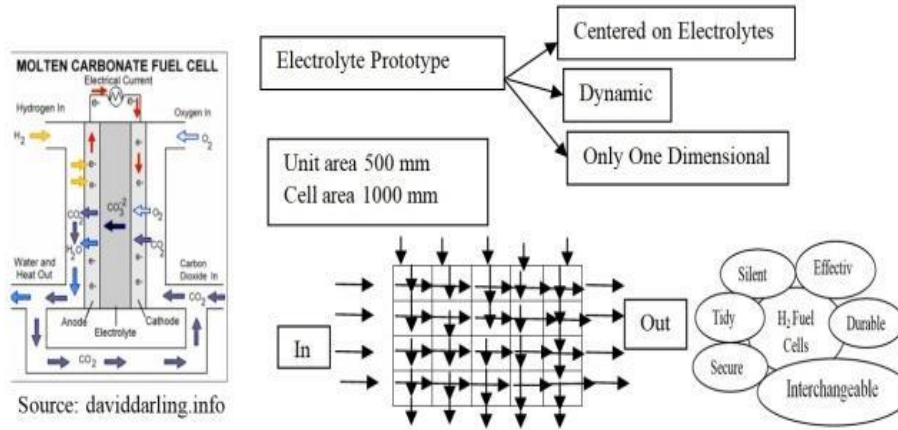 MOLTEN CARBONATE FUEL CELL
Electrical Current
Hydrogen In
Oxygen In
e-
e-
H2
O2
e-
e-
e-
e-
CO2
CO3-2
O2
H2O
e-
CO2
e-
e-
Water and
Heat Out
Carbon
Dioxide In
CO2
e-
e-
Anode
Electrolyte
Cathode
CO2
Source: daviddarling.info
Electrolyte Prototype
Centered on Electrolytes
Dynamic
Only One Dimensional
Unit area 500 mm
Cell area 1000 mm
In
Out
Silent
Effectiv
Tidy
H2 Fuel
Cells
Durable
Secure
Interchangeable